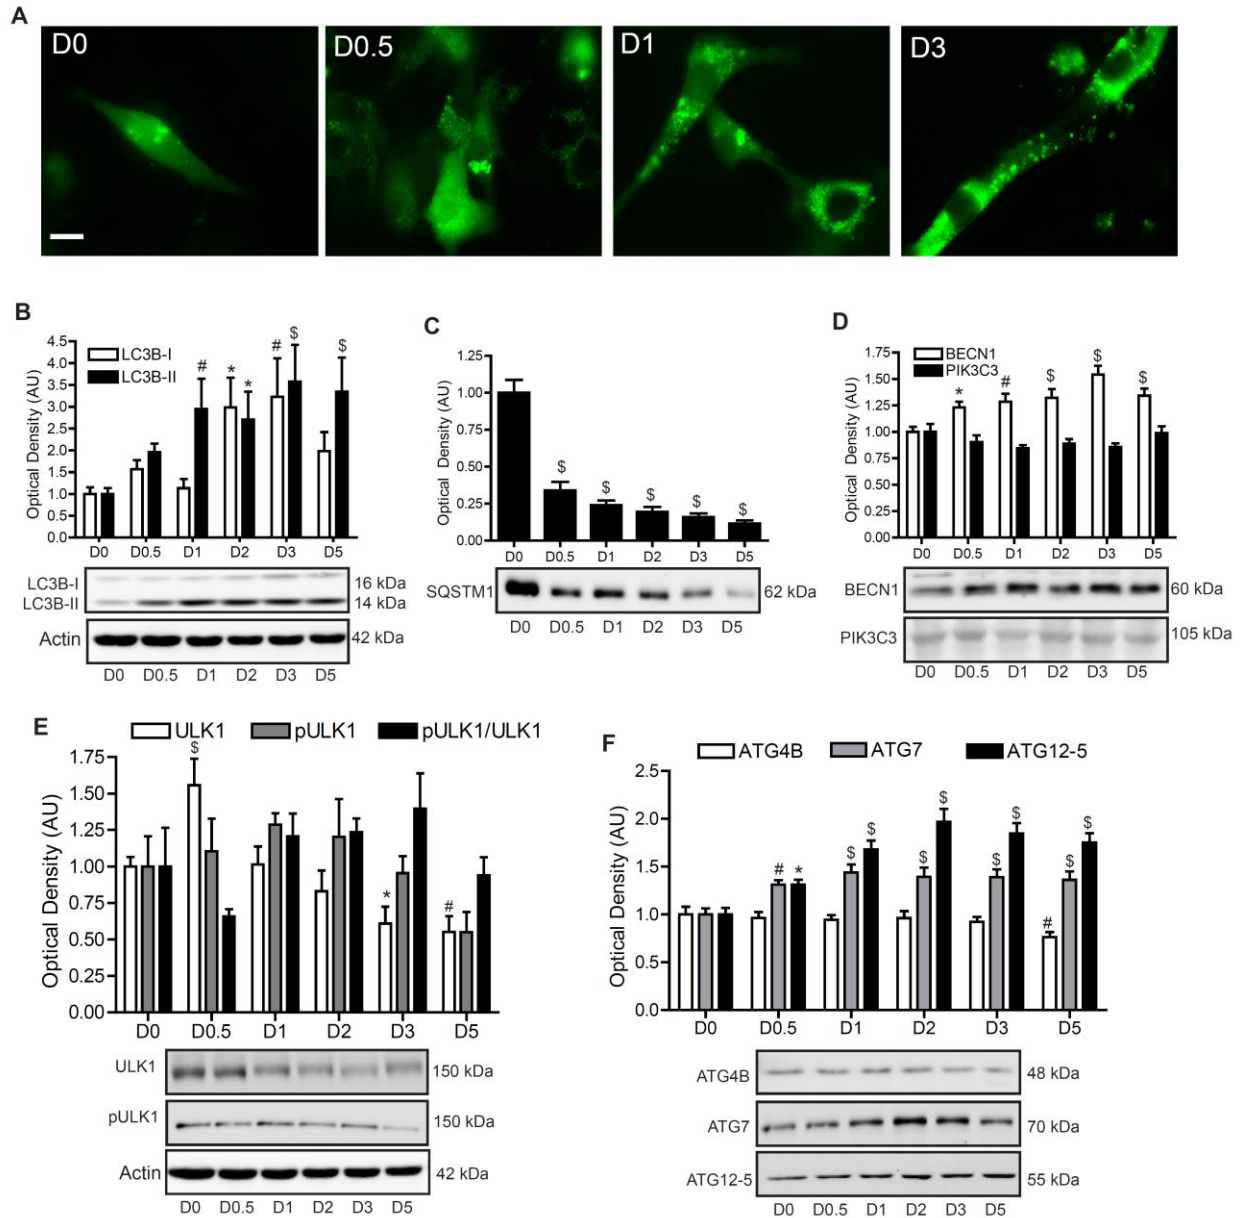 A
D0 D0.5 D1 D3
B
4.5
4.0
3.5
3.0
2.5
2.0
1.5
1.0
0.5
0.0
Optical Density (AU)
LC3B-I
LC3B-II
# * * # $ $
D0 D0.5 D1 D2 D3 D5
LC3B-I 16 kDa
LC3B-II 14 kDa
Actin 42 kDa
D0 D0.5 D1 D2 D3 D5
C
1.25
1.00
0.75
0.50
0.25
0.00
Optical Density (AU)
$ $ $ $ $
D0 D0.5 D1 D2 D3 D5
SQSTM1 62 kDa
D0 D0.5 D1 D2 D3 D5
D
1.75
1.50
1.25
1.00
0.75
0.50
0.25
0.00
Optical Density (AU)
BECN1
PIK3C3
* # $ $ $
D0 D0.5 D1 D2 D3 D5
BECN1 60 kDa
PIK3C3 105 kDa
D0 D0.5 D1 D2 D3 D5
E
ULK1 pULK1 pULK1/ULK1
1.75
1.50
1.25
1.00
0.75
0.50
0.25
0.00
Optical Density (AU)
$ * #
D0 D0.5 D1 D2 D3 D5
ULK1 150 kDa
pULK1 150 kDa
Actin 42 kDa
D0 D0.5 D1 D2 D3 D5
F
ATG4B ATG7 ATG12-5
2.5
2.0
1.5
1.0
0.5
0.0
Optical Density (AU)
# * $ $ $ $ $ $ # $ $
D0 D0.5 D1 D2 D3 D5
ATG4B 48 kDa
ATG7 70 kDa
ATG12-5 55 kDa
D0 D0.5 D1 D2 D3 D5